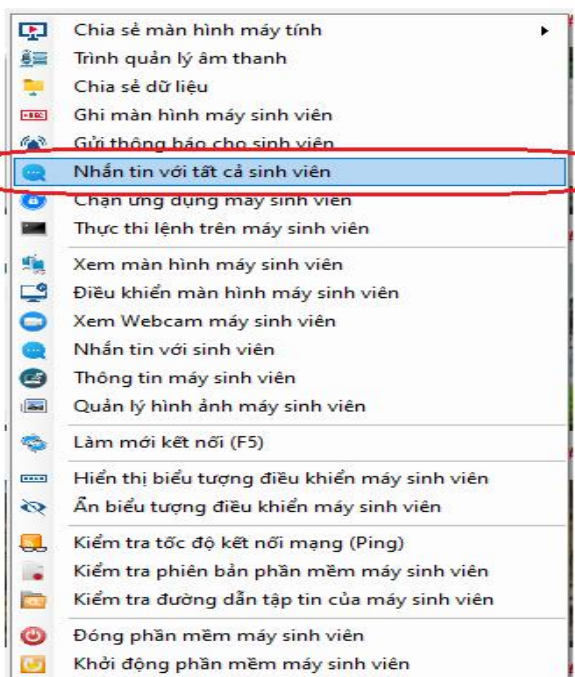 Chia sẻ màn hình máy tính
Trình quản lý âm thanh
Chia sẻ dữ liệu
Ghi màn hình máy sinh viên
Gửi thông báo cho sinh viên
Nhắn tin với tất cả sinh viên
Chặn ứng dụng máy sinh viên
Thực thi lệnh trên máy sinh viên
Xem màn hình máy sinh viên
Điều khiển màn hình máy sinh viên
Xem Webcam máy sinh viên
Nhắn tin với sinh viên
Thông tin máy sinh viên
Quản lý hình ảnh máy sinh viên
Làm mới kết nối (F5)
Hiển thị biểu tượng điều khiển máy sinh viên
Ẩn biểu tượng điều khiển máy sinh viên
Kiểm tra tốc độ kết nối mạng (Ping)
Kiểm tra phiên bản phần mềm máy sinh viên
Kiểm tra đường dẫn tập tin của máy sinh viên
Đóng phần mềm máy sinh viên
Khởi động phần mềm máy sinh viên